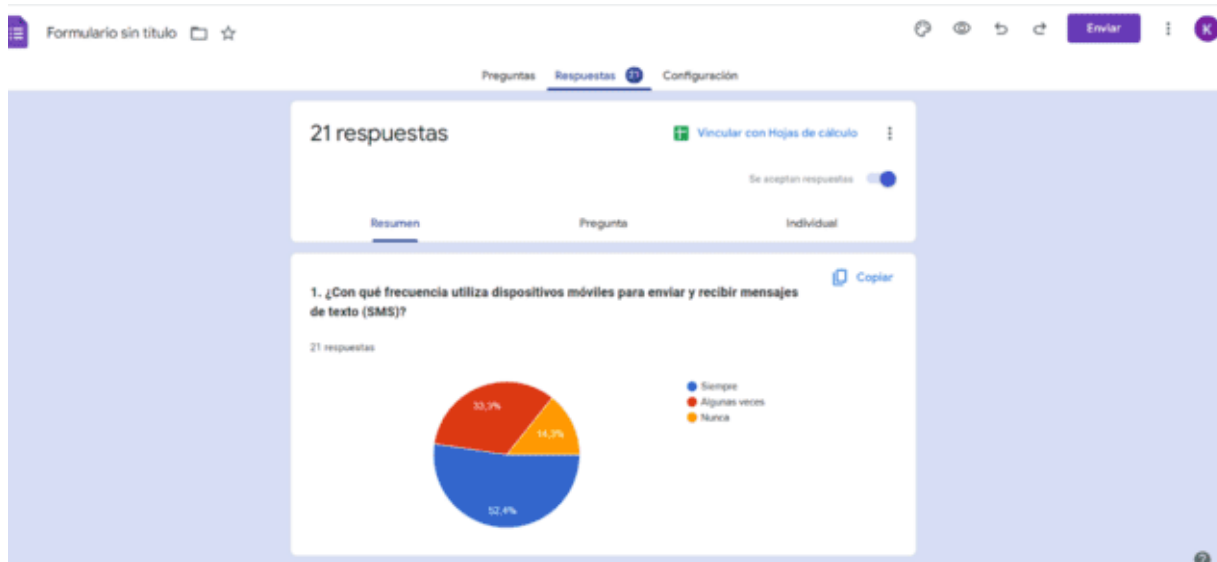 Formulario sin título
Enviar
K
Preguntas
Respuestas 21
Configuración
21 respuestas
Vincular con Hojas de cálculo
Se aceptan respuestas
Resumen
Pregunta
Individual
Copiar
1. ¿Con qué frecuencia utiliza dispositivos móviles para enviar y recibir mensajes
de texto (SMS)?
21 respuestas
Siempre
Algunas veces
Nunca
33,3%
14,3%
52,4%